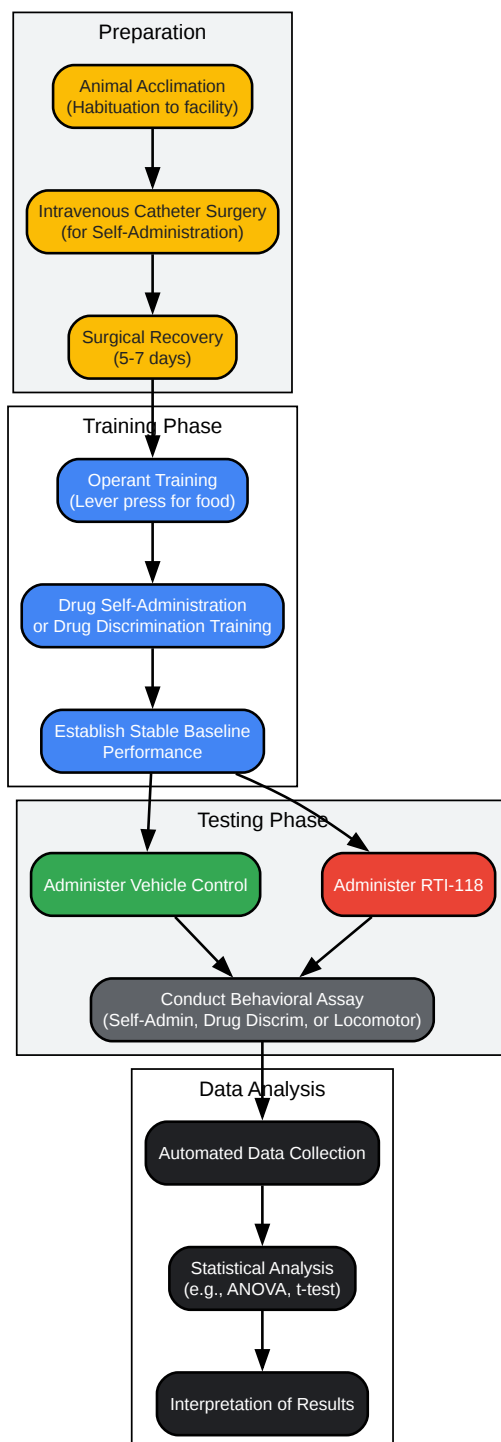 Preparation
Animal Acclimation
(Habituation to facility)
Intravenous Catheter Surgery
(for Self-Administration)
Surgical Recovery
(5-7 days)
Training Phase
Operant Training
(Lever press for food)
Drug Self-Administration
or Drug Discrimination Training
Establish Stable Baseline
Performance
Testing Phase
Administer Vehicle Control
Administer RTI-118
Conduct Behavioral Assay
(Self-Admin, Drug Discrim, or Locomotor)
Data Analysis
Automated Data Collection
Statistical Analysis
(e.g., ANOVA, t-test)
Interpretation of Results